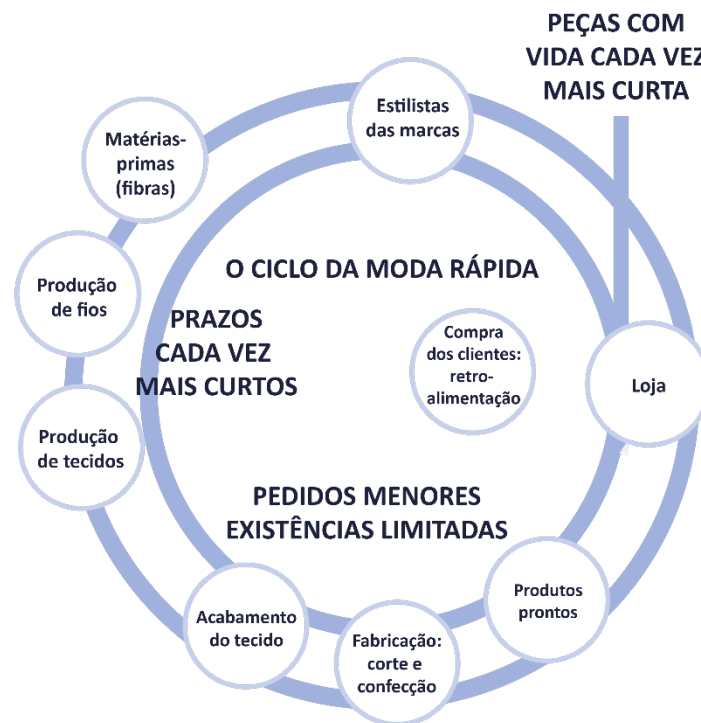 PEÇAS COM
VIDA CADA VEZ
MAIS CURTA
Estilistas
das marcas
Matérias-
primas
(fibras)
O CICLO DA MODA RÁPIDA
Produção
de fios
PRAZOS
CADA VEZ
MAIS CURTOS
Compra
dos clientes:
retro-
alimentação
Loja
Produção
de tecidos
PEDIDOS MENORES
EXISTÊNCIAS LIMITADAS
Produtos
prontos
Acabamento
do tecido
Fabricação:
corte e
confecção